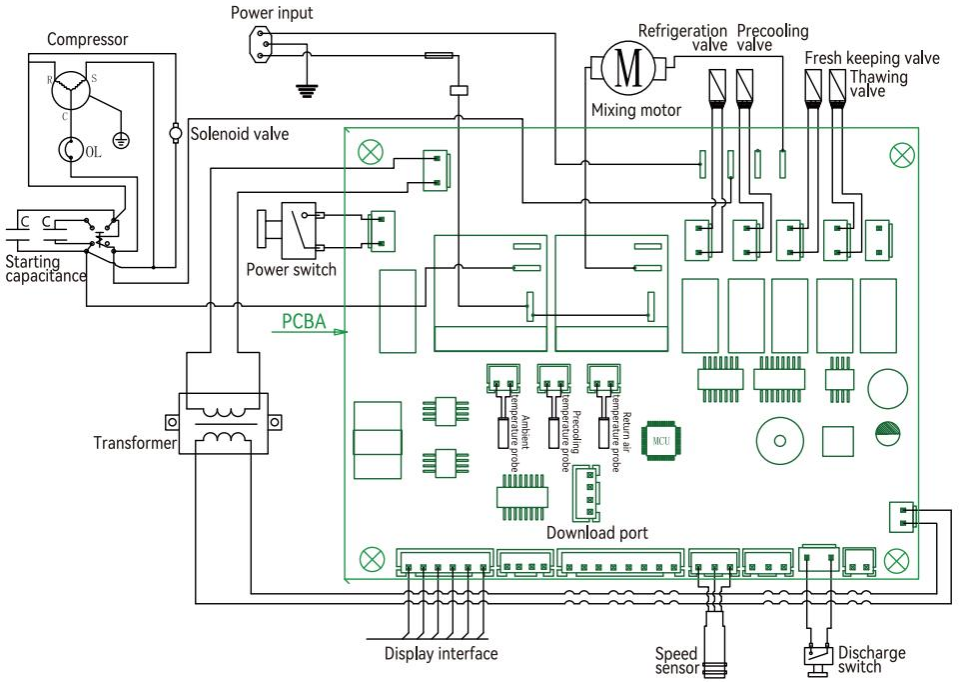 Power input
Compressor
Refrigeration
valve
Precooling
valve
Fresh keeping valve
Thawing
valve
R
S
C
M
Mixing motor
Solenoid valve
OL
C
C
Starting
capacitance
Power switch
PCBA
Ambient
temperature probe
Precooling
temperature probe
Return air
temperature probe
MCU
Transformer
Download port
Display interface
Speed
sensor
Discharge
switch